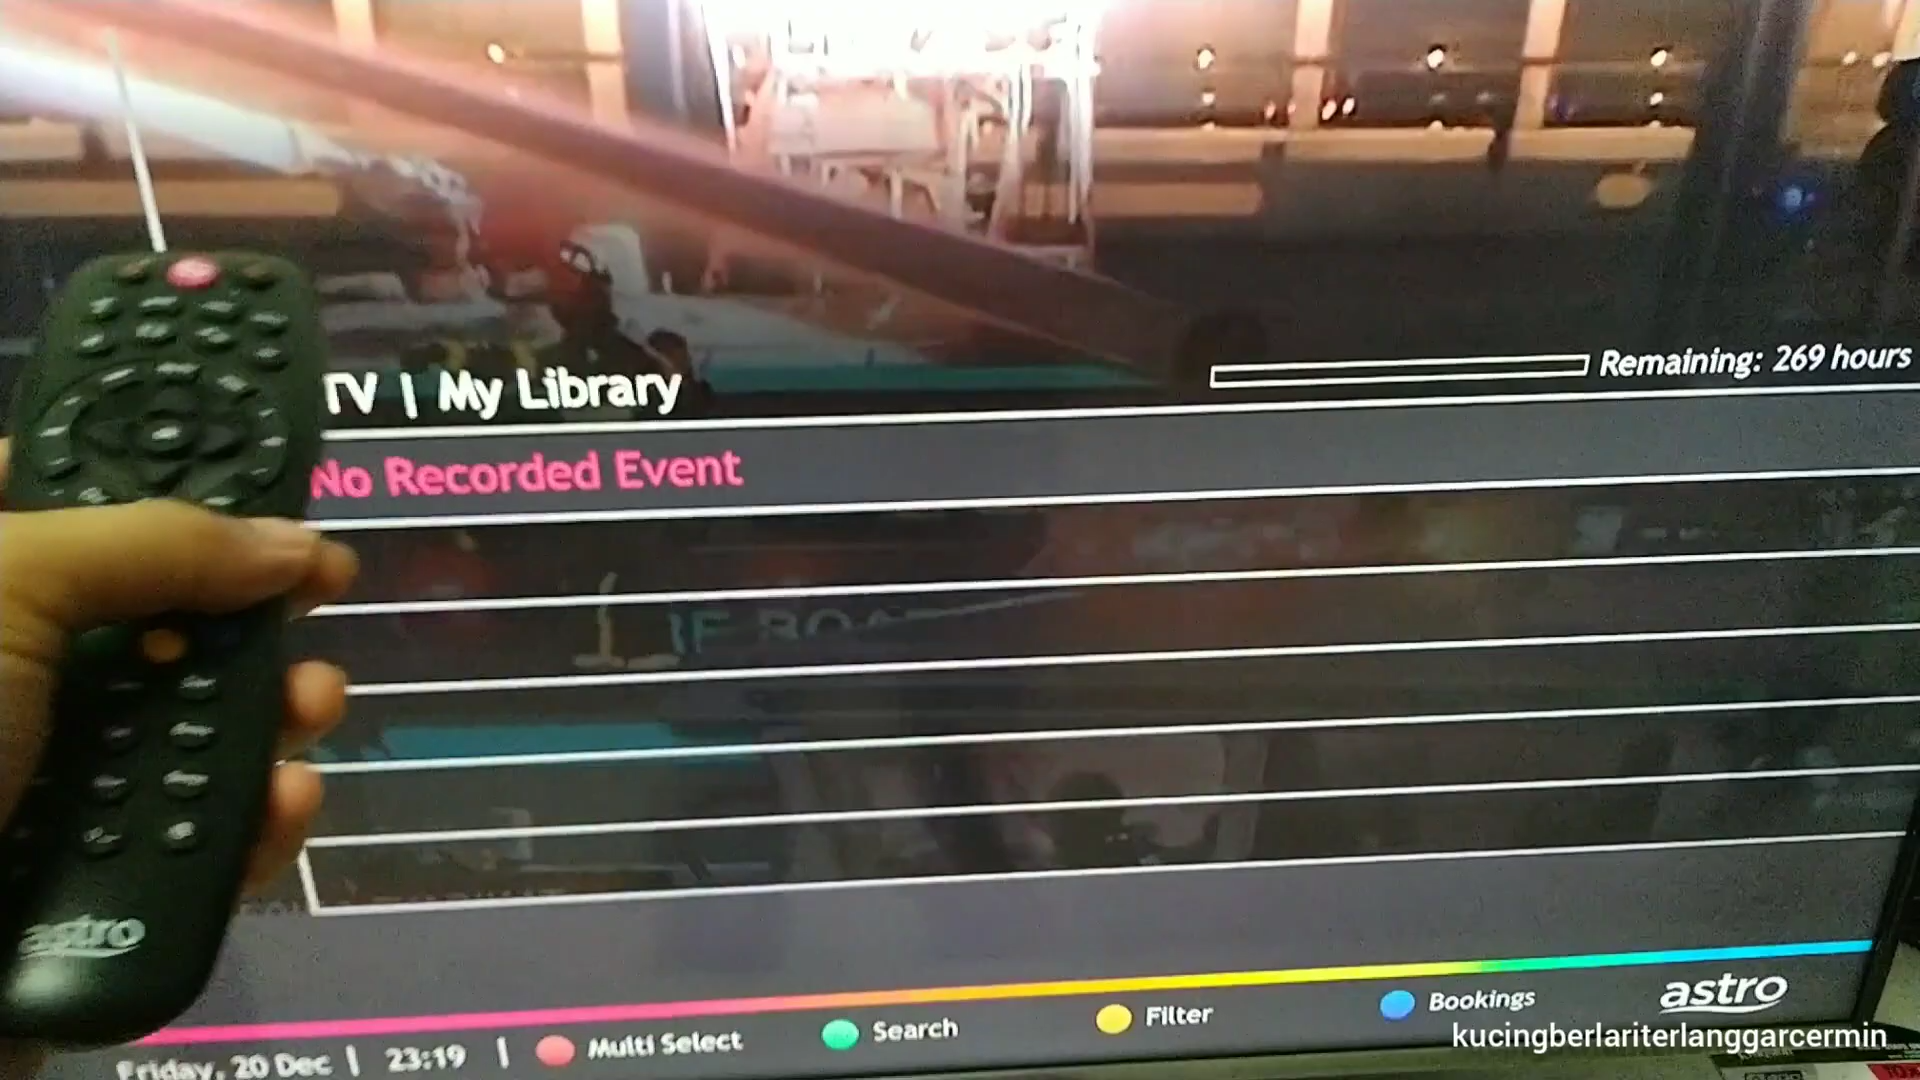 TV | My Library
Remaining: 269 hours
No Recorded Event
astro
Friday, 20 Dec | 23:19 |
Multi Select
Search
Filter
Bookings
astro
kucingberlariterlanggarcermin